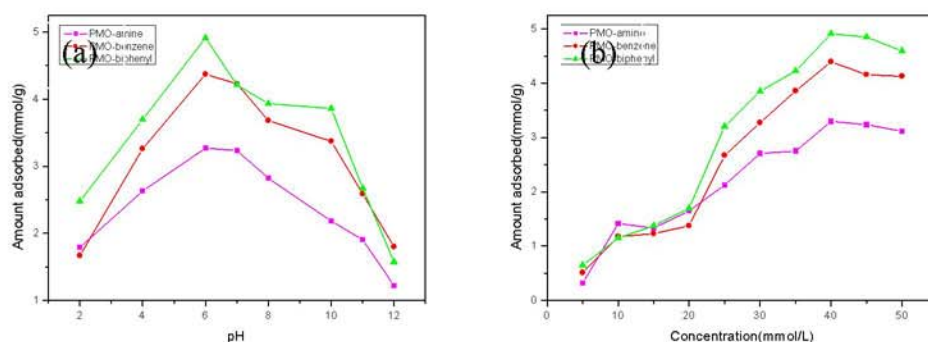 (a)
PMO-amine
PMO-benzene
PMO-biphenyl
5
4
3
2
1
2 4 6 8 10 12
Amount adsorbed(mmol/g)
pH
(b)
PMO-amine
PMO-benzene
PMO-biphenyl
5
4
3
2
1
0
0 10 20 30 40 50
Amount adsorbed(mmol/g)
Concentration(mmol/L)